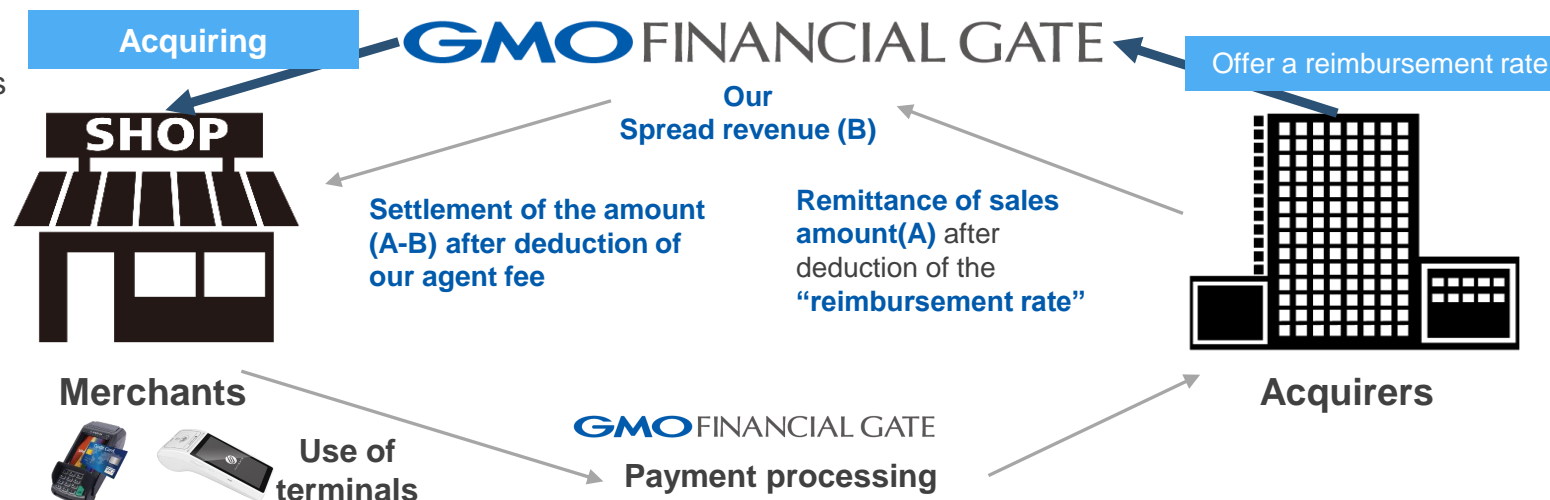 Acquiring
GMO FINANCIAL GATE
Offer a reimbursement rate
s
SHOP
Our
Spread revenue (B)
Settlement of the amount
(A-B) after deduction of
our agent fee
Remittance of sales
amount(A) after
deduction of the
“reimbursement rate”
Merchants
Acquirers
Use of
terminals
GMO FINANCIAL GATE
Payment processing